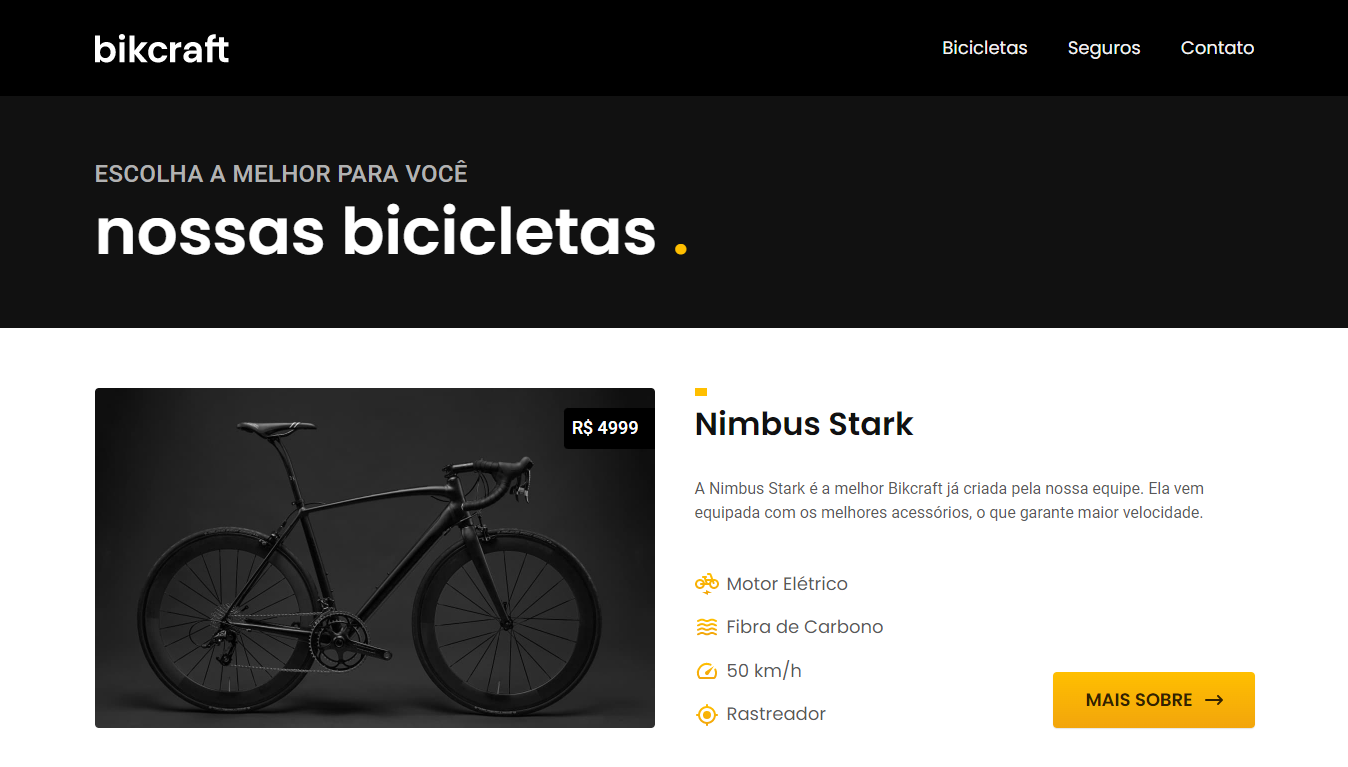 bikcraft
Bicicletas Seguros Contato
ESCOLHA A MELHOR PARA VOCÊ
nossas bicicletas .
R$ 4999
Nimbus Stark
A Nimbus Stark é a melhor Bikcraft já criada pela nossa equipe. Ela vem
equipada com os melhores acessórios, o que garante maior velocidade.
Motor Elétrico
Fibra de Carbono
50 km/h
Rastreador
MAIS SOBRE →